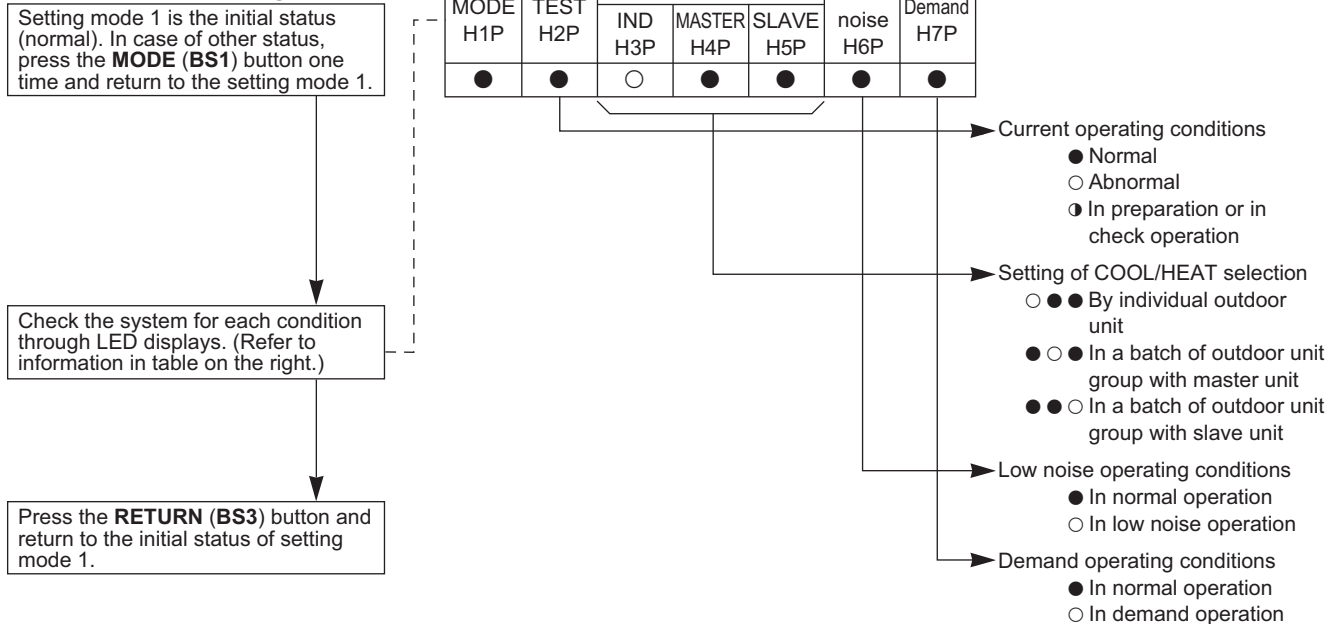 Setting mode 1 is the initial status
(normal). In case of other status,
press the MODE (BS1) button one
time and return to the setting mode 1.
Check the system for each condition
through LED displays. (Refer to
information in table on the right.)
Press the RETURN (BS3) button and
return to the initial status of setting
mode 1.
MODE TEST IND MASTER SLAVE noise Demand
H1P H2P H3P H4P H5P H6P H7P
● ● ○ ● ● ● ●
Current operating conditions
● Normal
○ Abnormal
◑ In preparation or in
check operation
Setting of COOL/HEAT selection
○ ● ● By individual outdoor
unit
● ○ ● In a batch of outdoor unit
group with master unit
● ● ○ In a batch of outdoor unit
group with slave unit
Low noise operating conditions
● In normal operation
○ In low noise operation
Demand operating conditions
● In normal operation
○ In demand operation